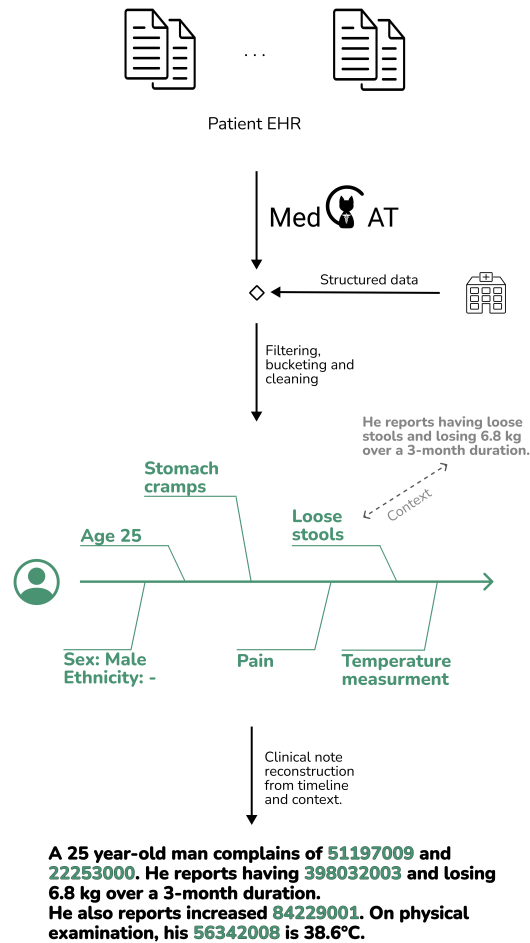 . . .
Patient EHR
Med AT
Structured data
Filtering,
bucketing and
cleaning
He reports having loose
stools and losing 6.8 kg
over a 3-month duration.
Context
Stomach
cramps
Loose
stools
Age 25
Sex: Male
Ethnicity: -
Pain
Temperature
measurment
Clinical note
reconstruction
from timeline
and context.
A 25 year-old man complains of 51197009 and
22253000. He reports having 398032003 and losing
6.8 kg over a 3-month duration.
He also reports increased 84229001. On physical
examination, his 56342008 is 38.6°C.